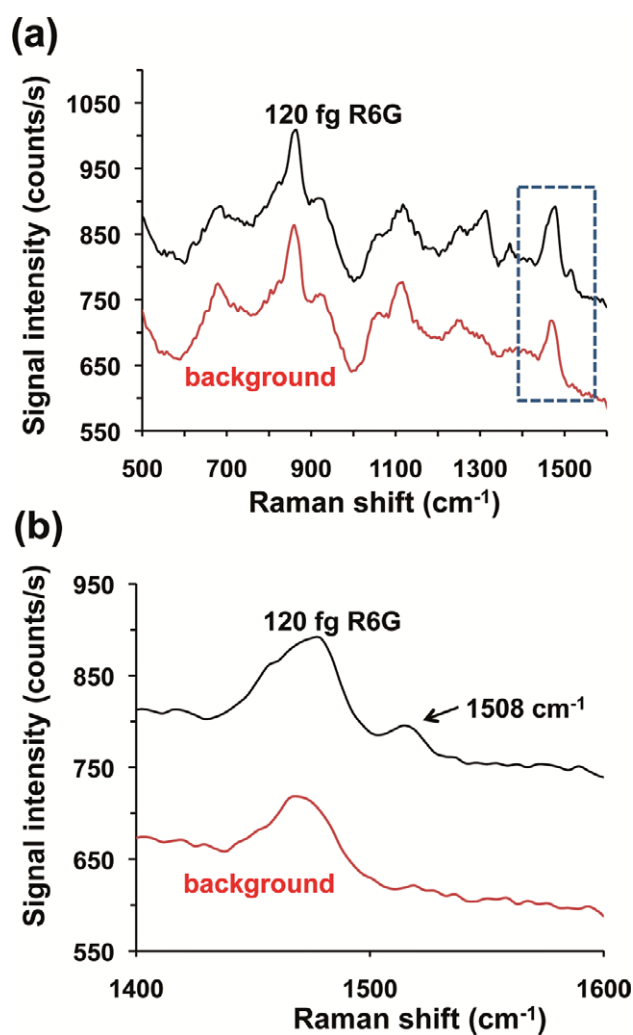 (a)
Signal intensity (counts/s)
1050
950
850
750
650
550
120 fg R6G
background
500
700
900
1100
1300
1500
Raman shift (cm⁻¹)
(b)
Signal intensity (counts/s)
950
850
750
650
550
120 fg R6G
1508 cm⁻¹
background
1400
1500
1600
Raman shift (cm⁻¹)